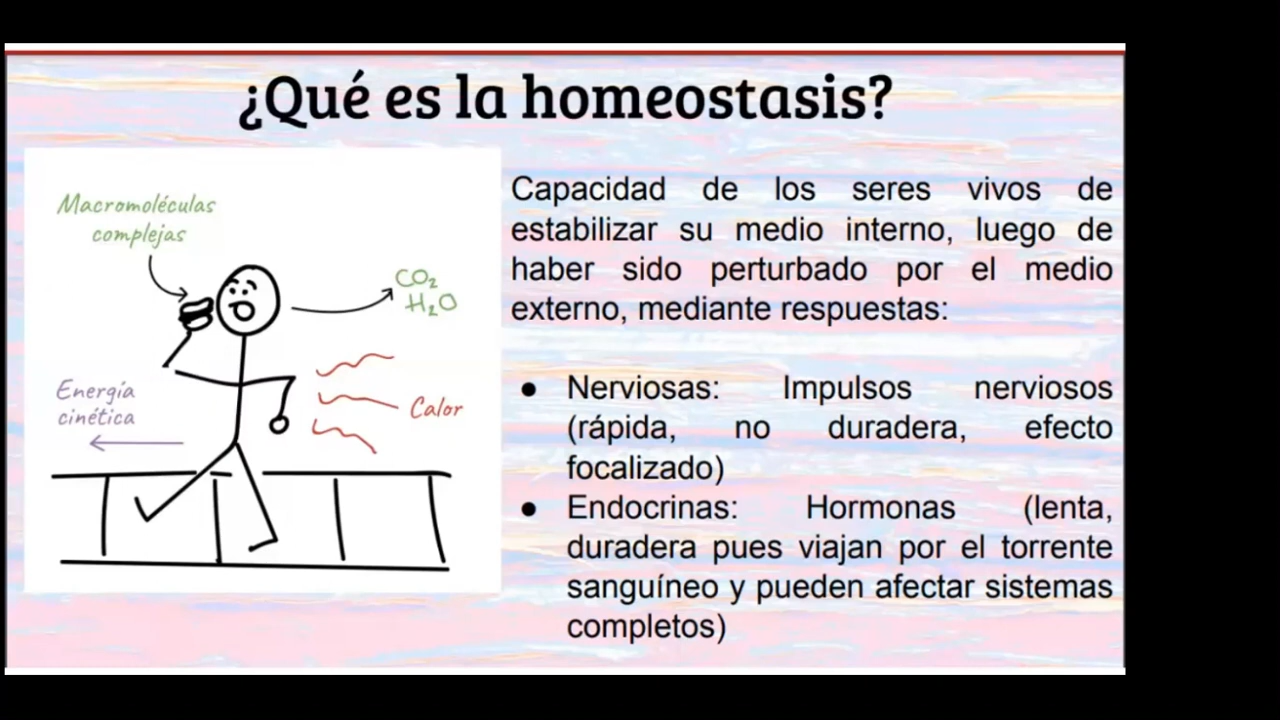 ¿Qué es la homeostasis?
Macromoléculas
complejas
CO₂
H₂O
Energía
cinética
Calor
Capacidad de los seres vivos de
estabilizar su medio interno, luego de
haber sido perturbado por el medio
externo, mediante respuestas:
● Nerviosas: Impulsos nerviosos
(rápida, no duradera, efecto
focalizado)
● Endocrinas: Hormonas (lenta,
duradera pues viajan por el torrente
sanguíneo y pueden afectar sistemas
completos)